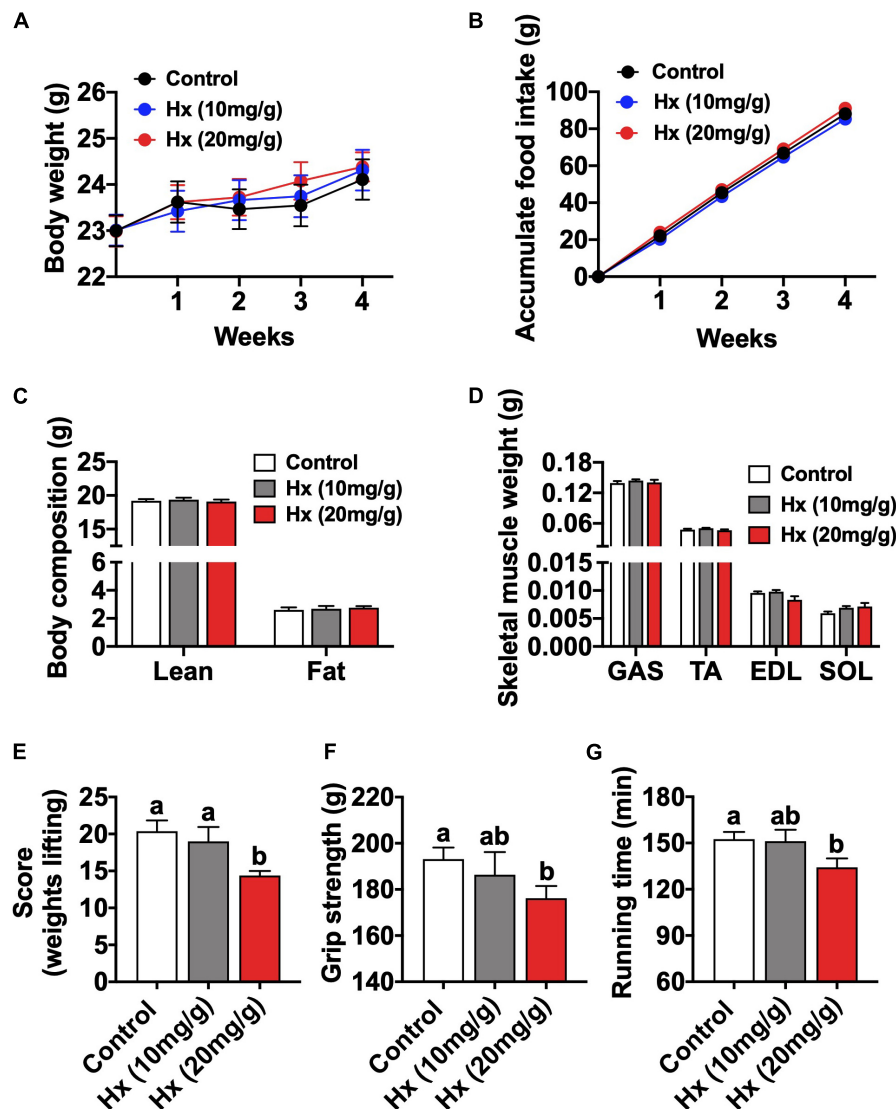 A
Body weight (g)
Control
Hx (10mg/g)
Hx (20mg/g)
26
25
24
23
22
1 2 3 4
Weeks
B
Accumulate food intake (g)
Control
Hx (10mg/g)
Hx (20mg/g)
100
80
60
40
20
0
1 2 3 4
Weeks
C
Body composition (g)
Control
Hx (10mg/g)
Hx (20mg/g)
25
20
15
6
4
2
0
Lean Fat
D
Skeletal muscle weight (g)
Control
Hx (10mg/g)
Hx (20mg/g)
0.18
0.12
0.06
0.015
0.010
0.005
0.000
GAS TA EDL SOL
E
Score
(weights lifting)
25
20
15
10
5
0
a a b
Control
Hx (10mg/g)
Hx (20mg/g)
F
Grip strength (g)
220
200
180
160
140
a ab b
Control
Hx (10mg/g)
Hx (20mg/g)
G
Running time (min)
180
150
120
90
60
a ab b
Control
Hx (10mg/g)
Hx (20mg/g)